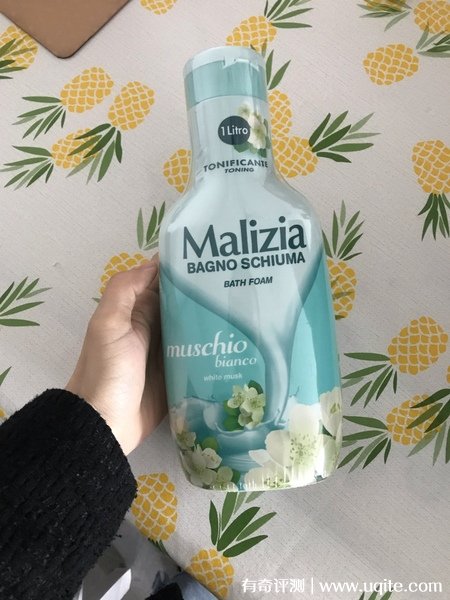 1 Litro
TONIFICANTE
TONING
Malizia
BAGNO SCHIUMA
BATH FOAM
muschio
bianco
white musk
有奇评测 | www.uqite.com